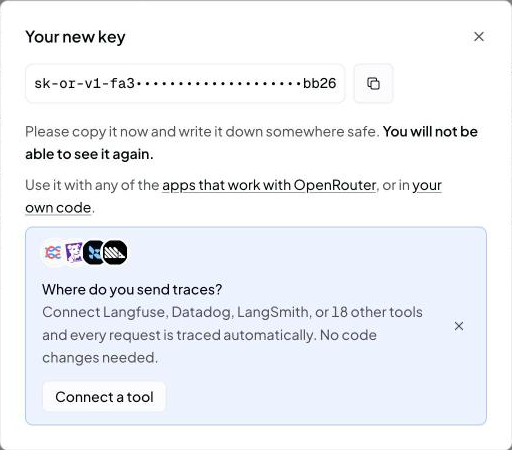 Your new key
sk-or-v1-fa3••••••••••••••••••••bb26
Please copy it now and write it down somewhere safe. You will not be
able to see it again.
Use it with any of the apps that work with OpenRouter, or in your
own code.
Where do you send traces?
Connect Langfuse, Datadog, LangSmith, or 18 other tools
and every request is traced automatically. No code
changes needed.
Connect a tool